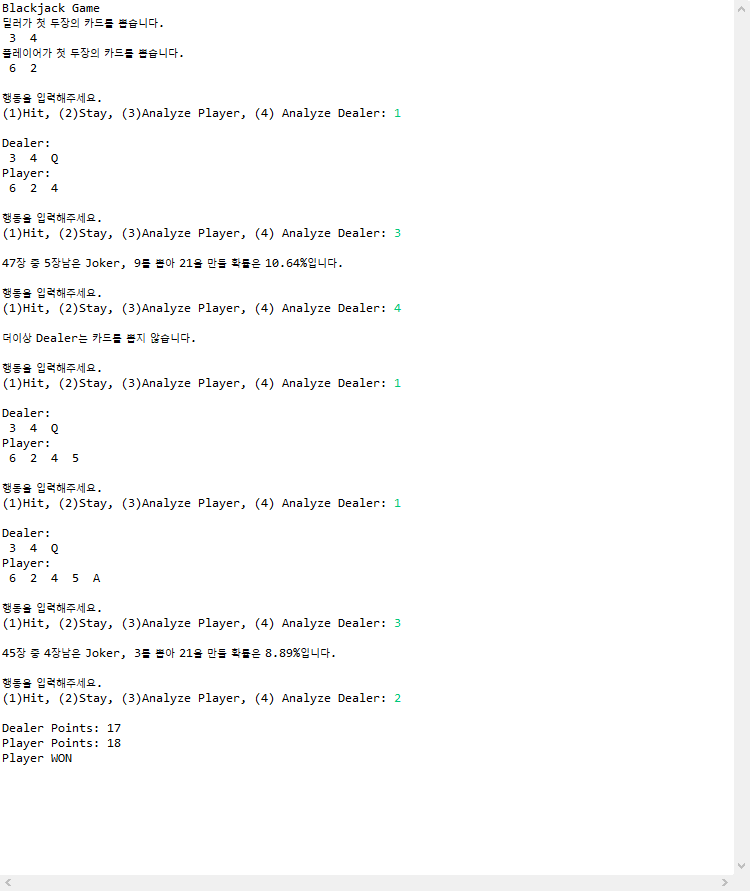 Blackjack Game
딜러가 첫 두장의 카드를 뽑습니다.
3 4
플레이어가 첫 두장의 카드를 뽑습니다.
6 2
행동을 입력해주세요.
(1)Hit, (2)Stay, (3)Analyze Player, (4) Analyze Dealer: 1
Dealer:
3 4 Q
Player:
6 2 4
행동을 입력해주세요.
(1)Hit, (2)Stay, (3)Analyze Player, (4) Analyze Dealer: 3
47장 중 5장남은 Joker, 9를 뽑아 21을 만들 확률은 10.64%입니다.
행동을 입력해주세요.
(1)Hit, (2)Stay, (3)Analyze Player, (4) Analyze Dealer: 4
더이상 Dealer는 카드를 뽑지 않습니다.
행동을 입력해주세요.
(1)Hit, (2)Stay, (3)Analyze Player, (4) Analyze Dealer: 1
Dealer:
3 4 Q
Player:
6 2 4 5
행동을 입력해주세요.
(1)Hit, (2)Stay, (3)Analyze Player, (4) Analyze Dealer: 1
Dealer:
3 4 Q
Player:
6 2 4 5 A
행동을 입력해주세요.
(1)Hit, (2)Stay, (3)Analyze Player, (4) Analyze Dealer: 3
45장 중 4장남은 Joker, 3를 뽑아 21을 만들 확률은 8.89%입니다.
행동을 입력해주세요.
(1)Hit, (2)Stay, (3)Analyze Player, (4) Analyze Dealer: 2
Dealer Points: 17
Player Points: 18
Player WON